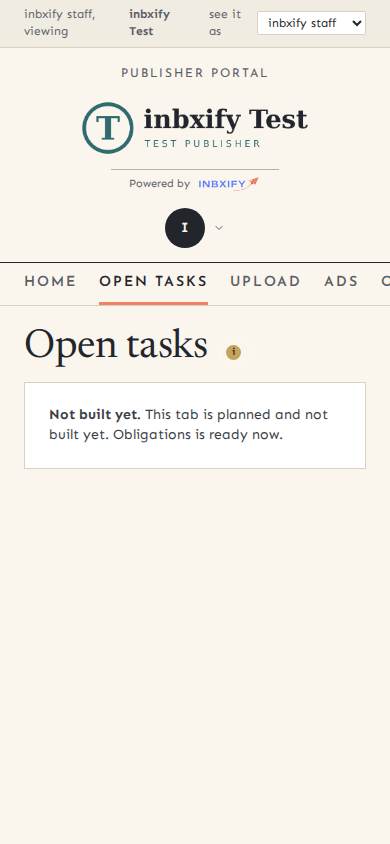 inbxify staff, viewing
inbxify Test
see it as
inbxify staff
PUBLISHER PORTAL
T
inbxify Test
TEST PUBLISHER
Powered by INBXIFY
I
HOME OPEN TASKS UPLOAD ADS
Open tasks i
Not built yet. This tab is planned and not
built yet. Obligations is ready now.